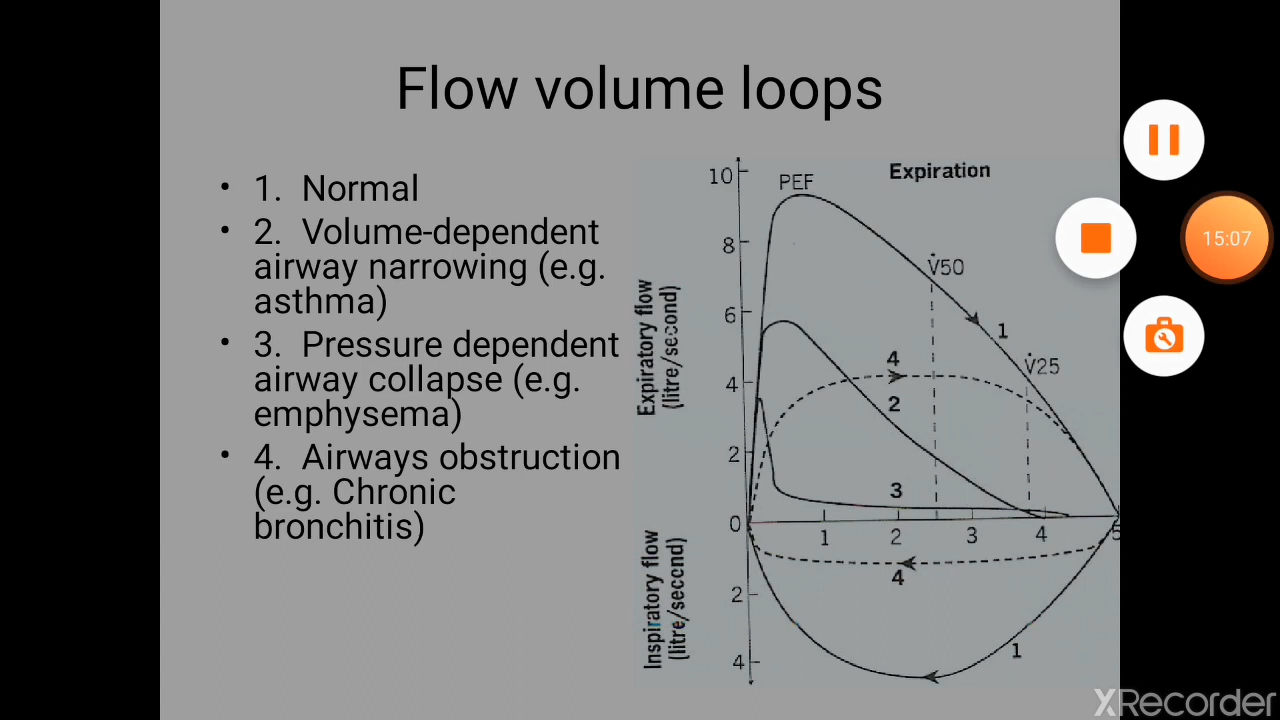 Flow volume loops
• 1. Normal
• 2. Volume-dependent
airway narrowing (e.g.
asthma)
• 3. Pressure dependent
airway collapse (e.g.
emphysema)
• 4. Airways obstruction
(e.g. Chronic
bronchitis)
Expiration
PEF
V̇50
V̇25
10
8
6
4
2
0
2
4
Expiratory flow
(litre/second)
Inspiratory flow
(litre/second)
1
4
2
3
1 2 3 4 5
4
1
15:07
XRecorder